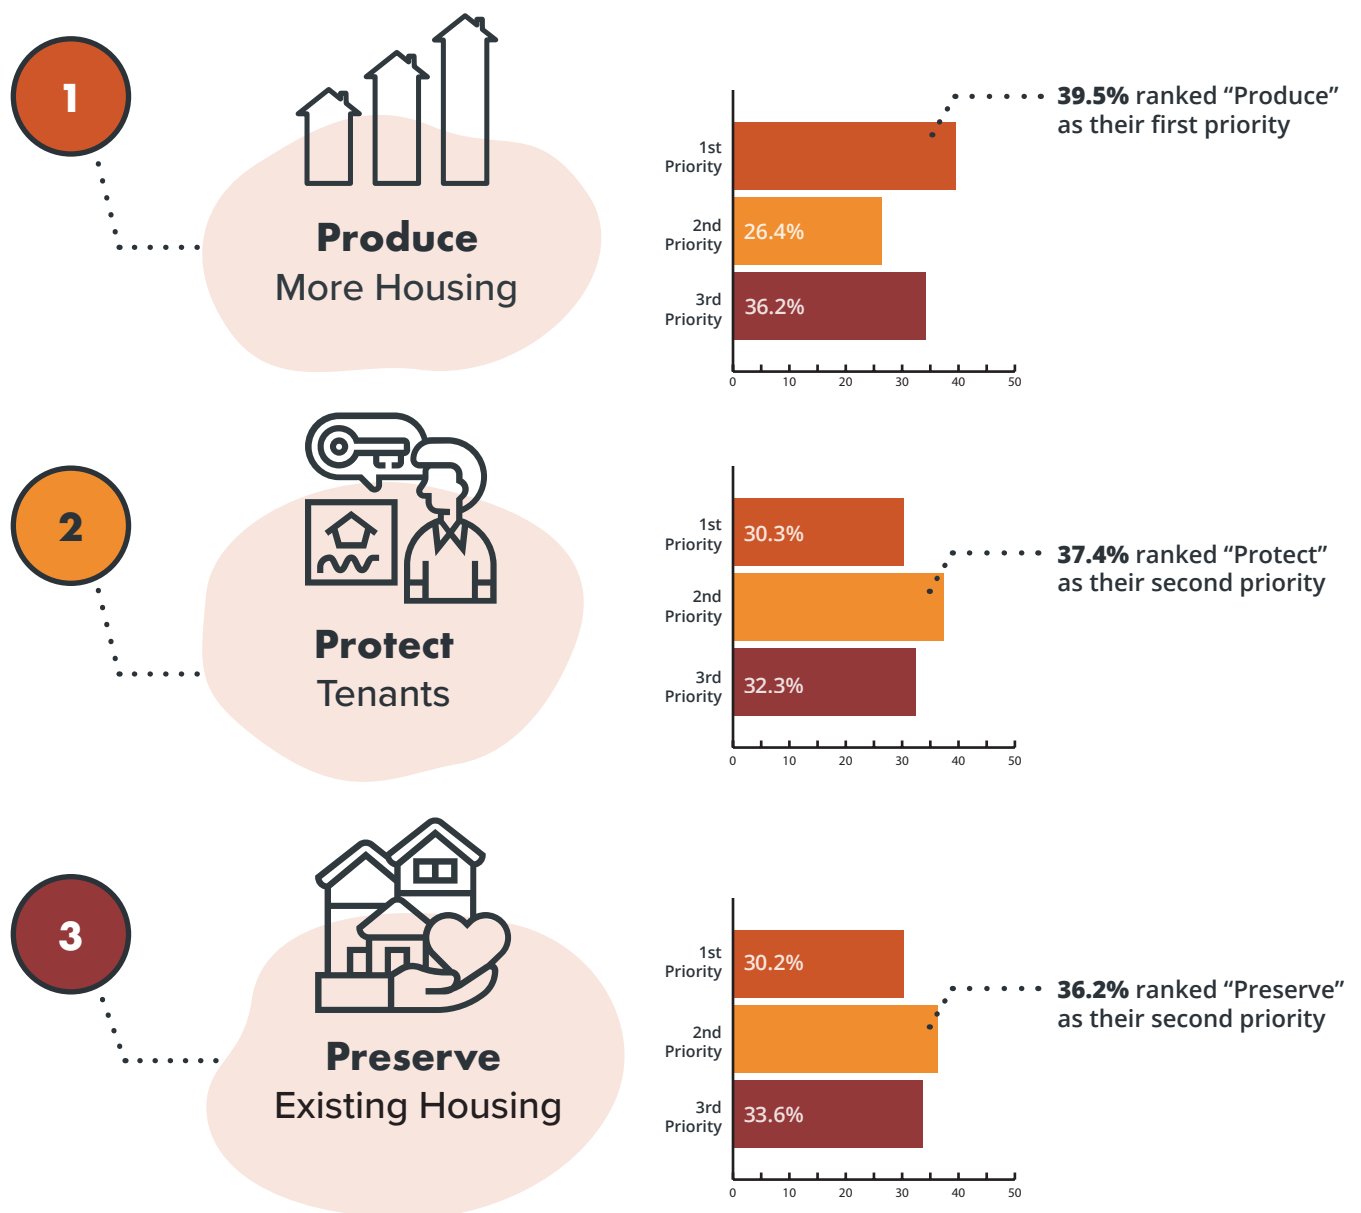 1
Produce
More Housing
1st
Priority
2nd
Priority
26.4%
3rd
Priority
36.2%
0 10 20 30 40 50
39.5% ranked “Produce”
as their first priority
2
Protect
Tenants
1st
Priority
30.3%
2nd
Priority
3rd
Priority
32.3%
0 10 20 30 40 50
37.4% ranked “Protect”
as their second priority
3
Preserve
Existing Housing
1st
Priority
30.2%
2nd
Priority
3rd
Priority
33.6%
0 10 20 30 40 50
36.2% ranked “Preserve”
as their second priority